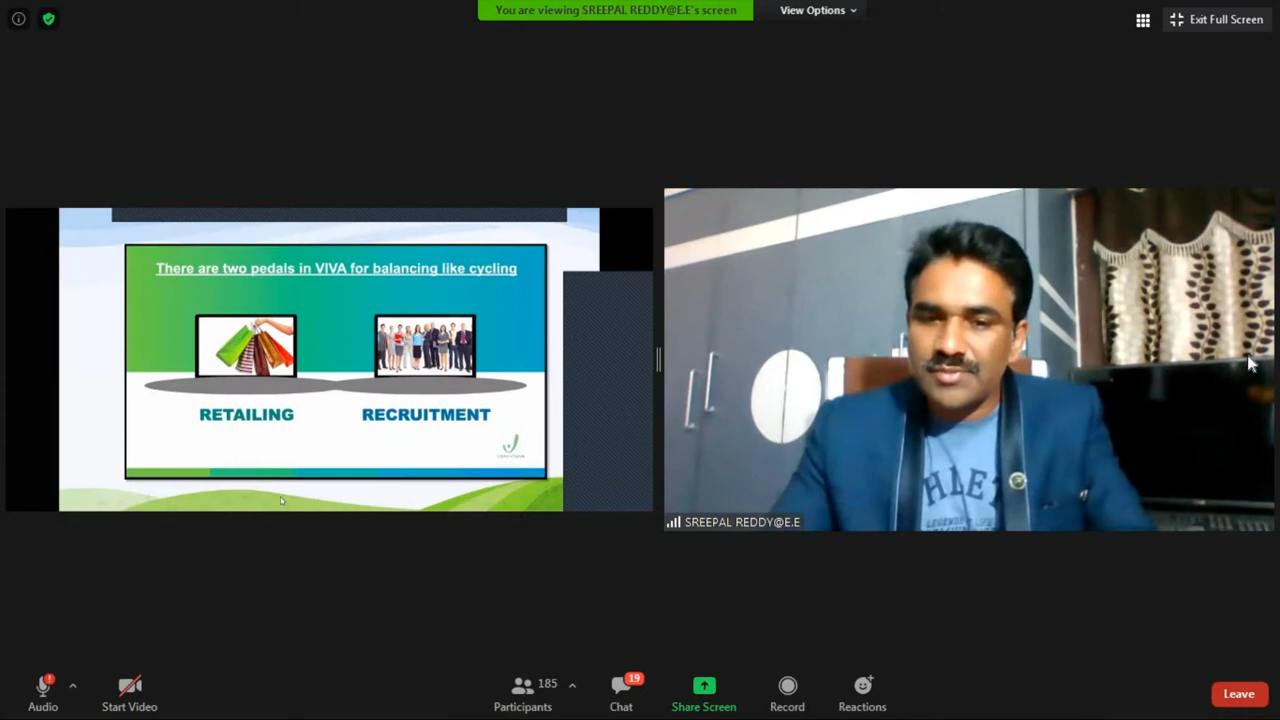 You are viewing SREEPAL REDDY@E.E's screen
View Options
Exit Full Screen
There are two pedals in VIVA for balancing like cycling
RETAILING
RECRUITMENT
HLET
SREEPAL REDDY@E.E
Audio
Start Video
185
Participants
19
Chat
Share Screen
Record
Reactions
Leave